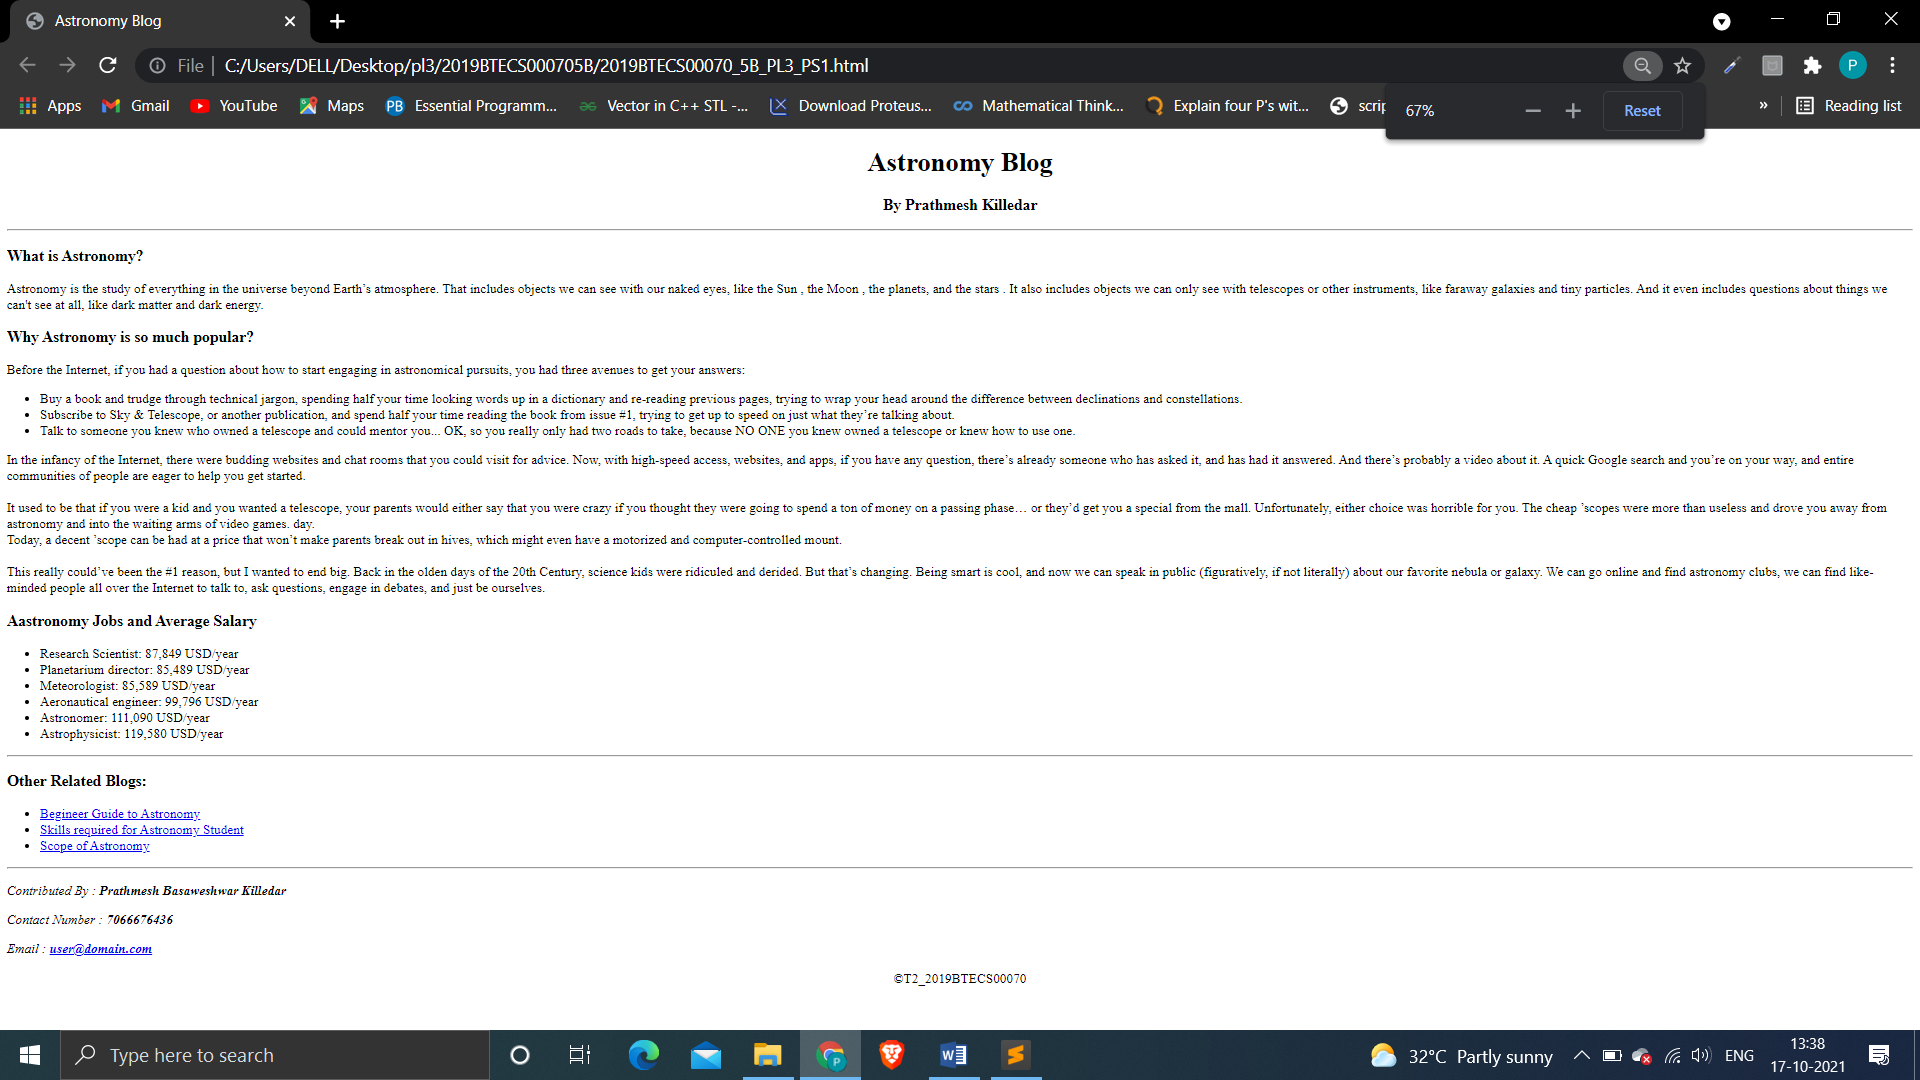 Astronomy Blog
File
C:/Users/DELL/Desktop/pl3/2019BTECS000705B/2019BTECS00070_5B_PL3_PS1.html
P
Apps
Gmail
YouTube
Maps
PB Essential Programm...
Vector in C++ STL -...
Download Proteus...
Mathematical Think...
Explain four P's wit...
scrip
»
Reading list
67%
Reset
Astronomy Blog
By Prathmesh Killedar
What is Astronomy?
Astronomy is the study of everything in the universe beyond Earth’s atmosphere. That includes objects we can see with our naked eyes, like the Sun , the Moon , the planets, and the stars . It also includes objects we can only see with telescopes or other instruments, like faraway galaxies and tiny particles. And it even includes questions about things we
can't see at all, like dark matter and dark energy.
Why Astronomy is so much popular?
Before the Internet, if you had a question about how to start engaging in astronomical pursuits, you had three avenues to get your answers:
• Buy a book and trudge through technical jargon, spending half your time looking words up in a dictionary and re-reading previous pages, trying to wrap your head around the difference between declinations and constellations.
• Subscribe to Sky & Telescope, or another publication, and spend half your time reading the book from issue #1, trying to get up to speed on just what they’re talking about.
• Talk to someone you knew who owned a telescope and could mentor you... OK, so you really only had two roads to take, because NO ONE you knew owned a telescope or knew how to use one.
In the infancy of the Internet, there were budding websites and chat rooms that you could visit for advice. Now, with high-speed access, websites, and apps, if you have any question, there’s already someone who has asked it, and has had it answered. And there’s probably a video about it. A quick Google search and you’re on your way, and entire
communities of people are eager to help you get started.
It used to be that if you were a kid and you wanted a telescope, your parents would either say that you were crazy if you thought they were going to spend a ton of money on a passing phase… or they’d get you a special from the mall. Unfortunately, either choice was horrible for you. The cheap ’scopes were more than useless and drove you away from
astronomy and into the waiting arms of video games. day.
Today, a decent ’scope can be had at a price that won’t make parents break out in hives, which might even have a motorized and computer-controlled mount.
This really could’ve been the #1 reason, but I wanted to end big. Back in the olden days of the 20th Century, science kids were ridiculed and derided. But that’s changing. Being smart is cool, and now we can speak in public (figuratively, if not literally) about our favorite nebula or galaxy. We can go online and find astronomy clubs, we can find like-
minded people all over the Internet to talk to, ask questions, engage in debates, and just be ourselves.
Aastronomy Jobs and Average Salary
• Research Scientist: 87,849 USD/year
• Planetarium director: 85,489 USD/year
• Meteorologist: 85,589 USD/year
• Aeronautical engineer: 99,796 USD/year
• Astronomer: 111,090 USD/year
• Astrophysicist: 119,580 USD/year
Other Related Blogs:
• Begineer Guide to Astronomy
• Skills required for Astronomy Student
• Scope of Astronomy
Contributed By : Prathmesh Basaweshwar Killedar
Contact Number : 7066676436
Email : user@domain.com
©T2_2019BTECS00070
Type here to search
32°C Partly sunny
ENG
13:38
17-10-2021